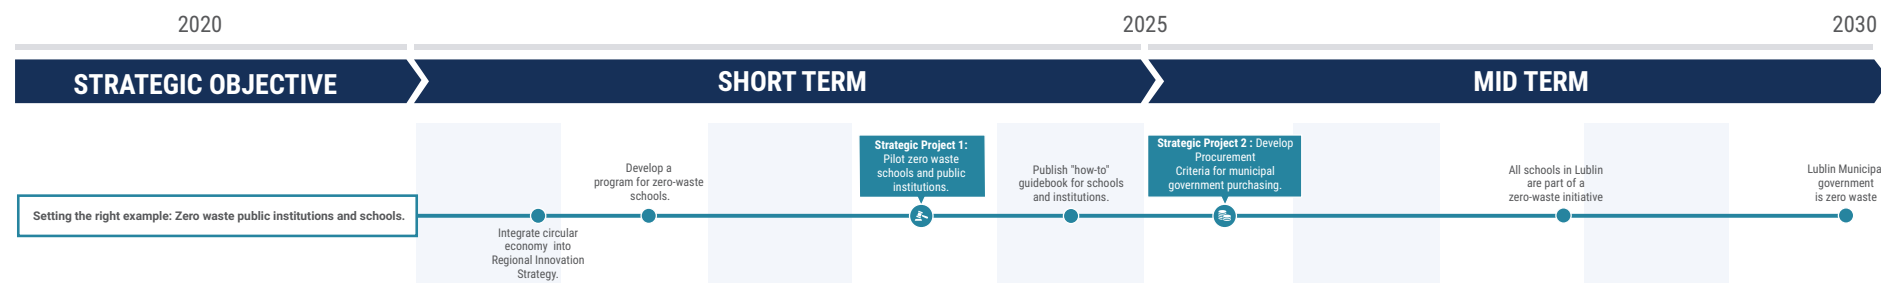 2020
2025
2030
STRATEGIC OBJECTIVE
SHORT TERM
MID TERM
Setting the right example: Zero waste public institutions and schools.
Integrate circular
economy into
Regional Innovation
Strategy.
Develop a
program for zero-waste
schools.
Strategic Project 1:
Pilot zero waste
schools and public
institutions.
Publish "how-to"
guidebook for schools
and institutions.
Strategic Project 2 : Develop
Procurement
Criteria for municipal
government purchasing.
All schools in Lublin
are part of a
zero-waste initiative
Lublin Municipa
government
is zero waste